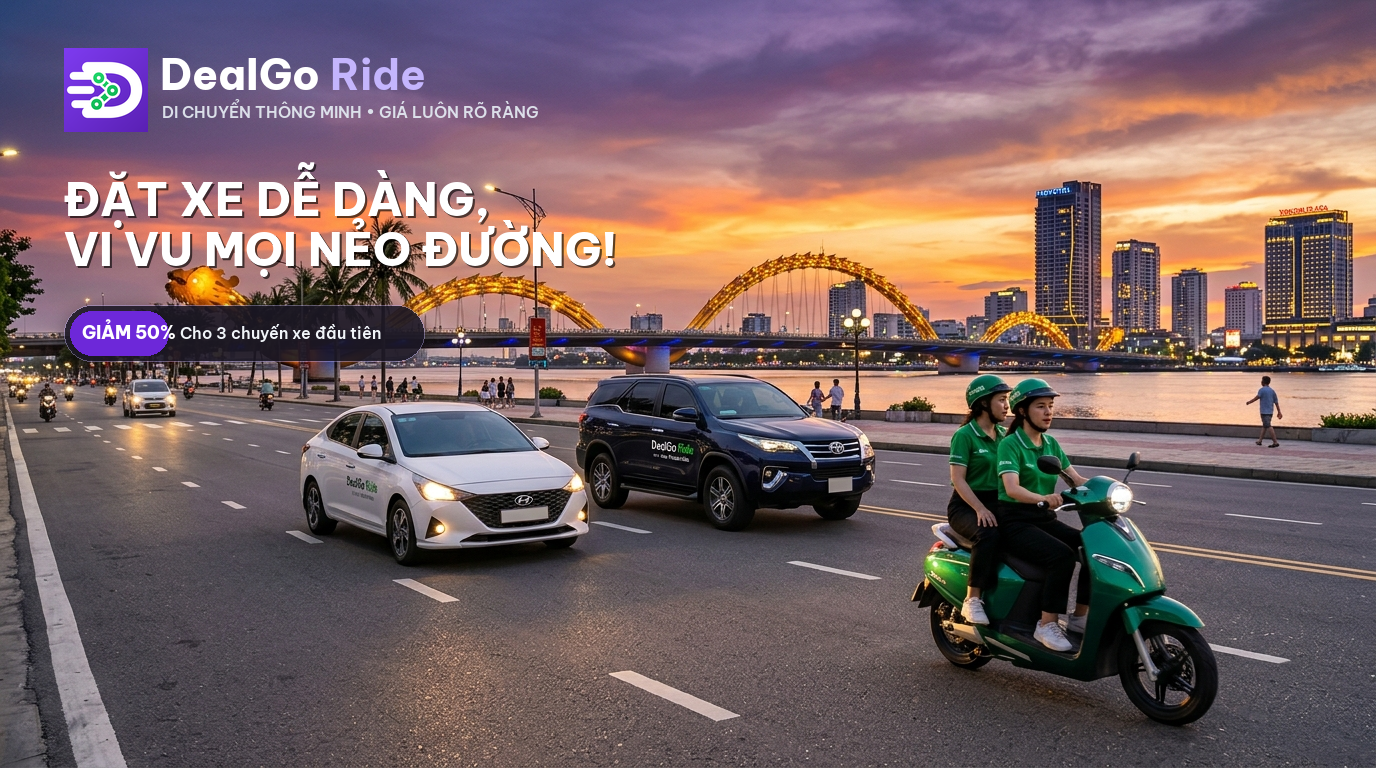 DealGo Ride
DI CHUYỂN THÔNG MINH • GIÁ LUÔN RÕ RÀNG
ĐẶT XE DỄ DÀNG,
VI VU MỌI NẺO ĐƯỜNG!
GIẢM 50% Cho 3 chuyến xe đầu tiên
NOVOTEL
DealGo Ride
DealGo Ride